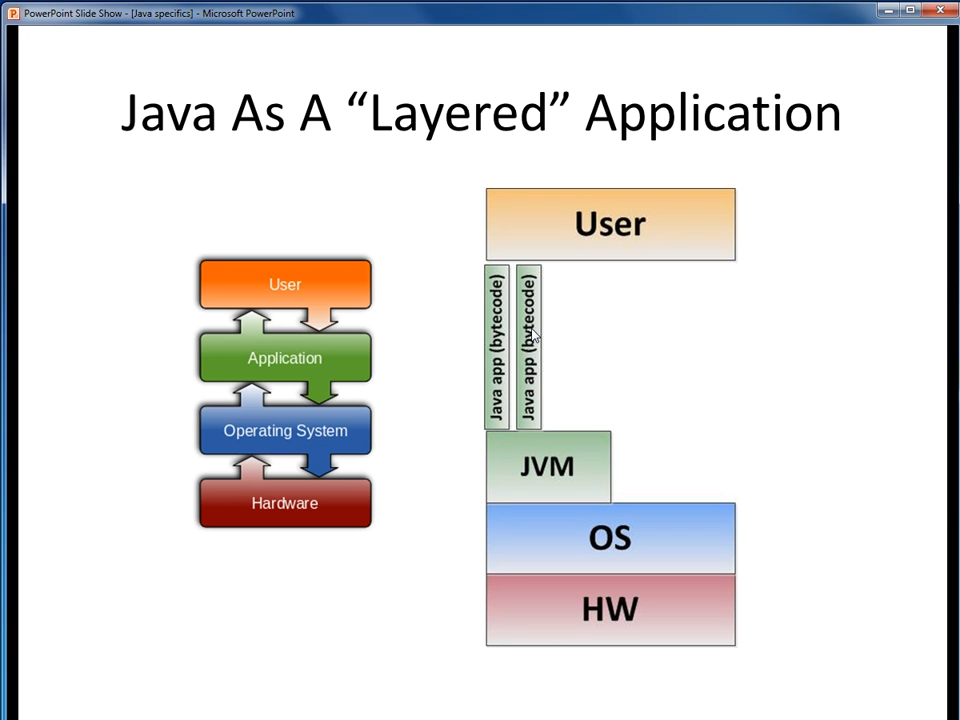 PowerPoint Slide Show - [Java specifics] - Microsoft PowerPoint
Java As A “Layered” Application
User
Application
Operating System
Hardware
User
Java app (bytecode)
Java app (bytecode)
JVM
OS
HW